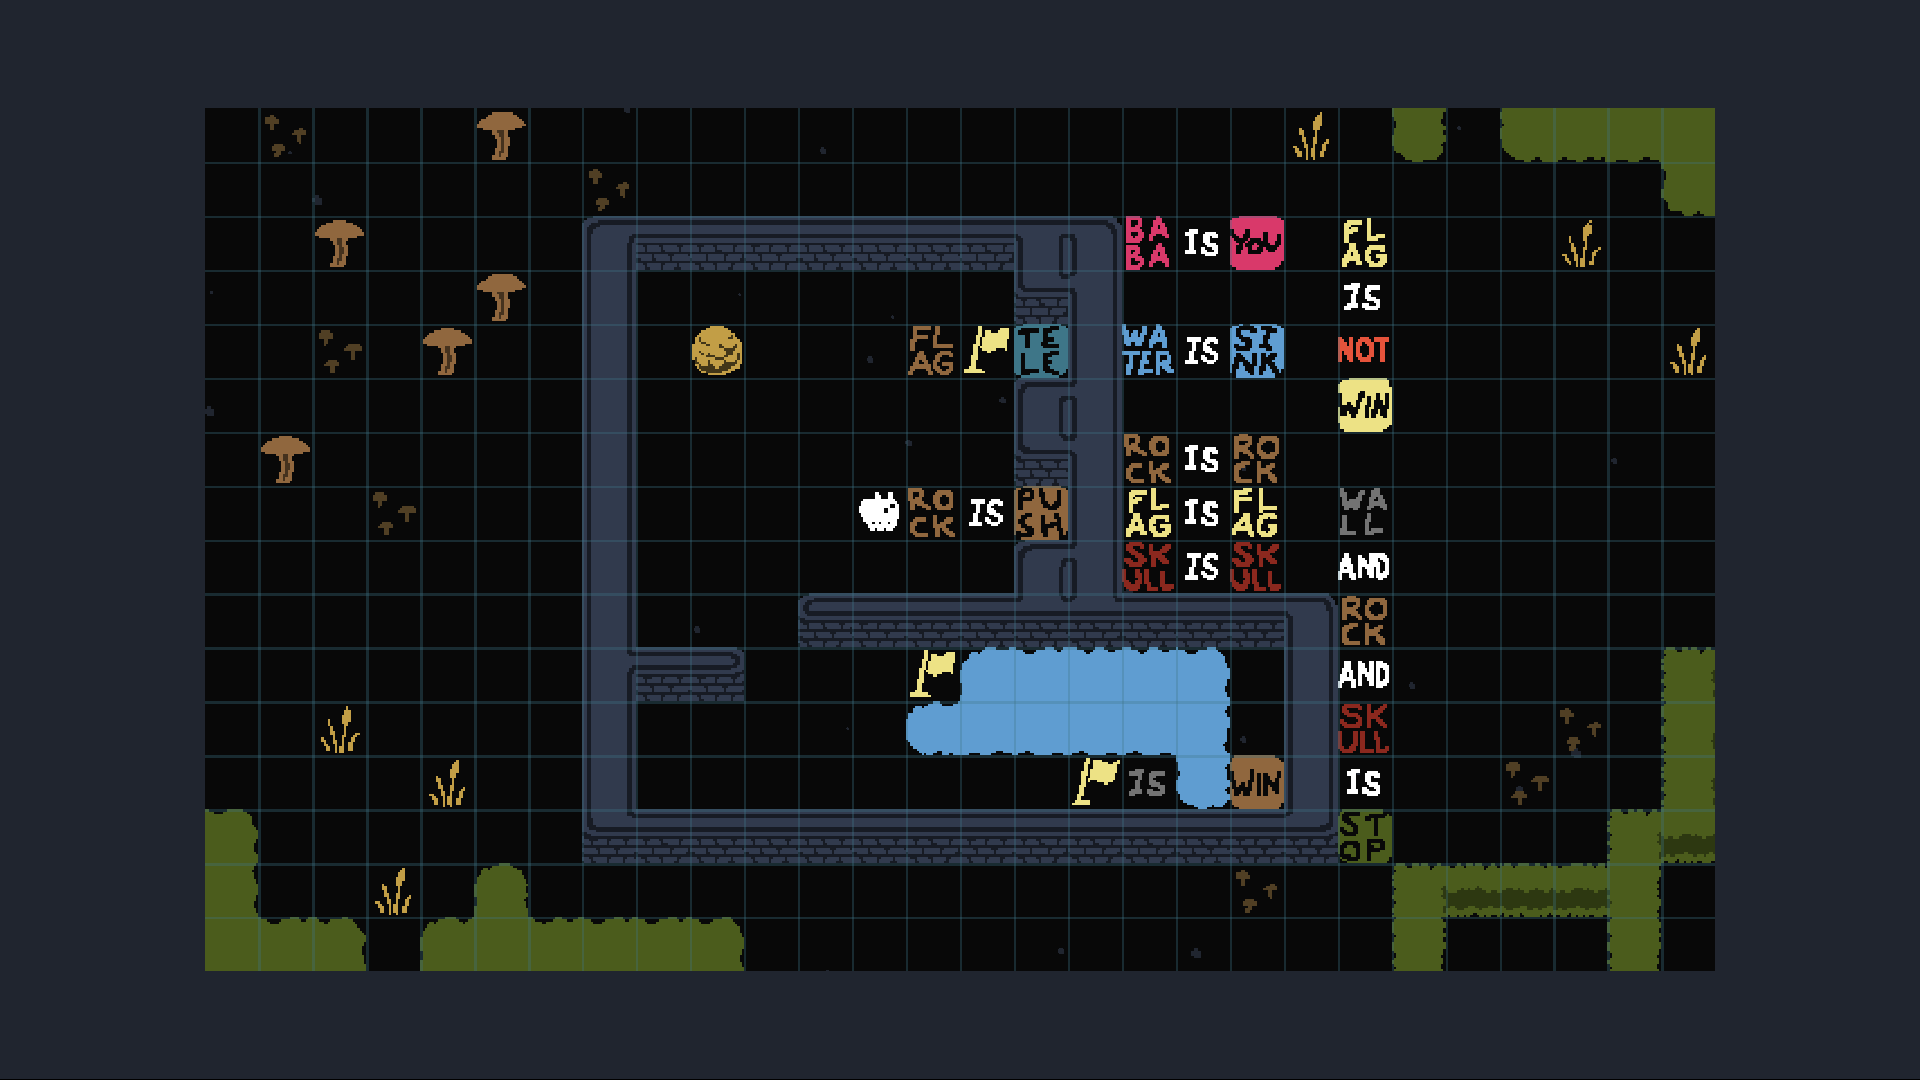 BABA IS YOU FLAG
IS
FLAG TELE WATER IS SINK NOT
WIN
ROCK IS ROCK
ROCK IS PUSH FLAG IS FLAG WALL
SKULL IS SKULL AND
ROCK
AND
SKULL
IS WIN IS
STOP